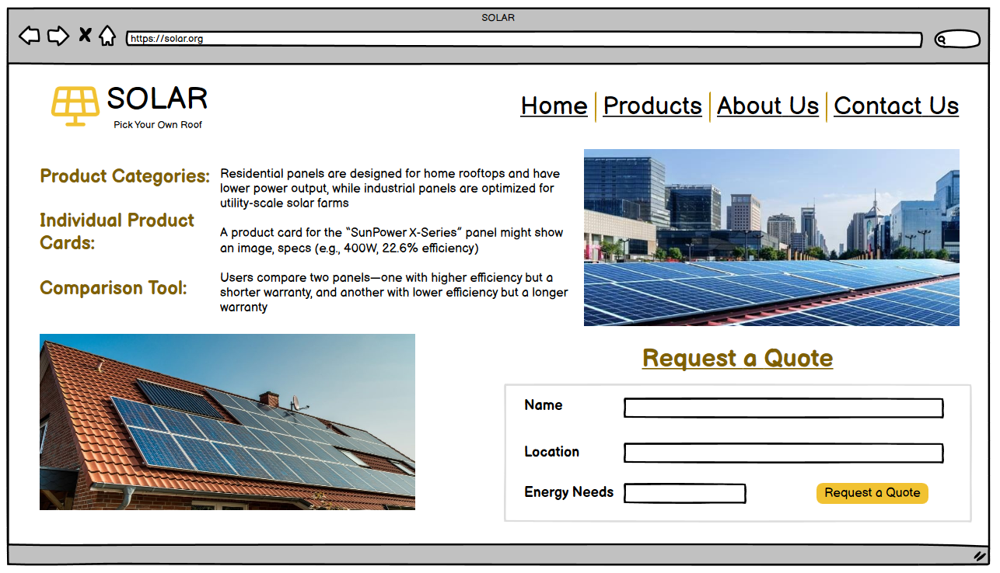 SOLAR
https://solar.org
SOLAR
Pick Your Own Roof
Home
Products
About Us
Contact Us
Product Categories:
Residential panels are designed for home rooftops and have
lower power output, while industrial panels are optimized for
utility-scale solar farms
Individual Product
Cards:
A product card for the “SunPower X-Series” panel might show
an image, specs (e.g., 400W, 22.6% efficiency)
Comparison Tool:
Users compare two panels—one with higher efficiency but a
shorter warranty, and another with lower efficiency but a longer
warranty
Request a Quote
Name
Location
Energy Needs
Request a Quote